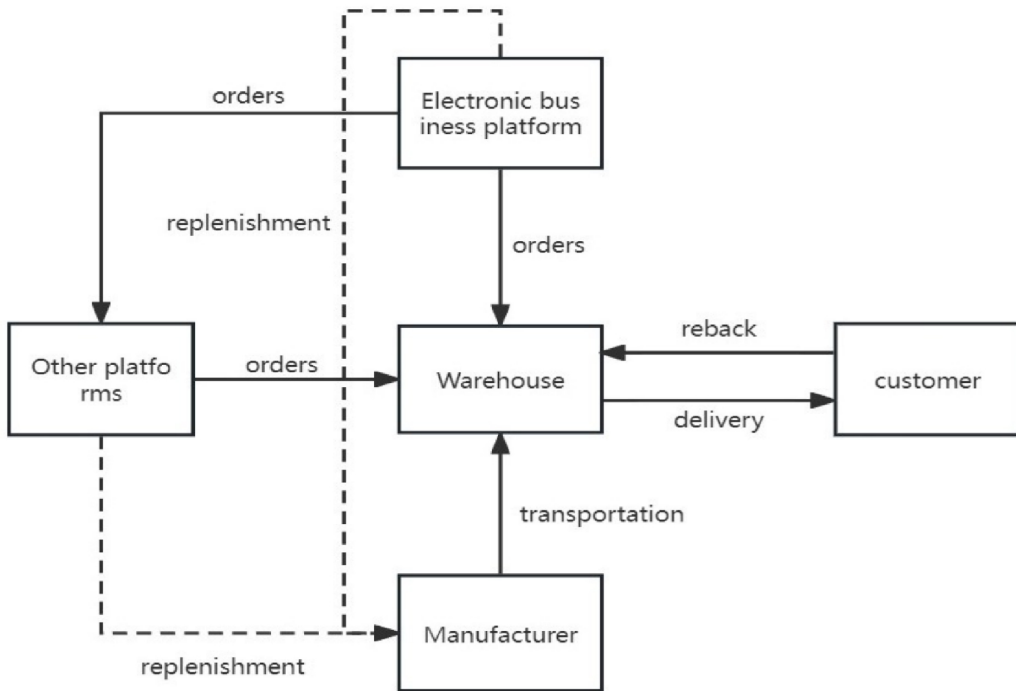 orders
Electronic bus
iness platform
replenishment
orders
Other platfo
rms
orders
Warehouse
reback
customer
delivery
transportation
Manufacturer
replenishment